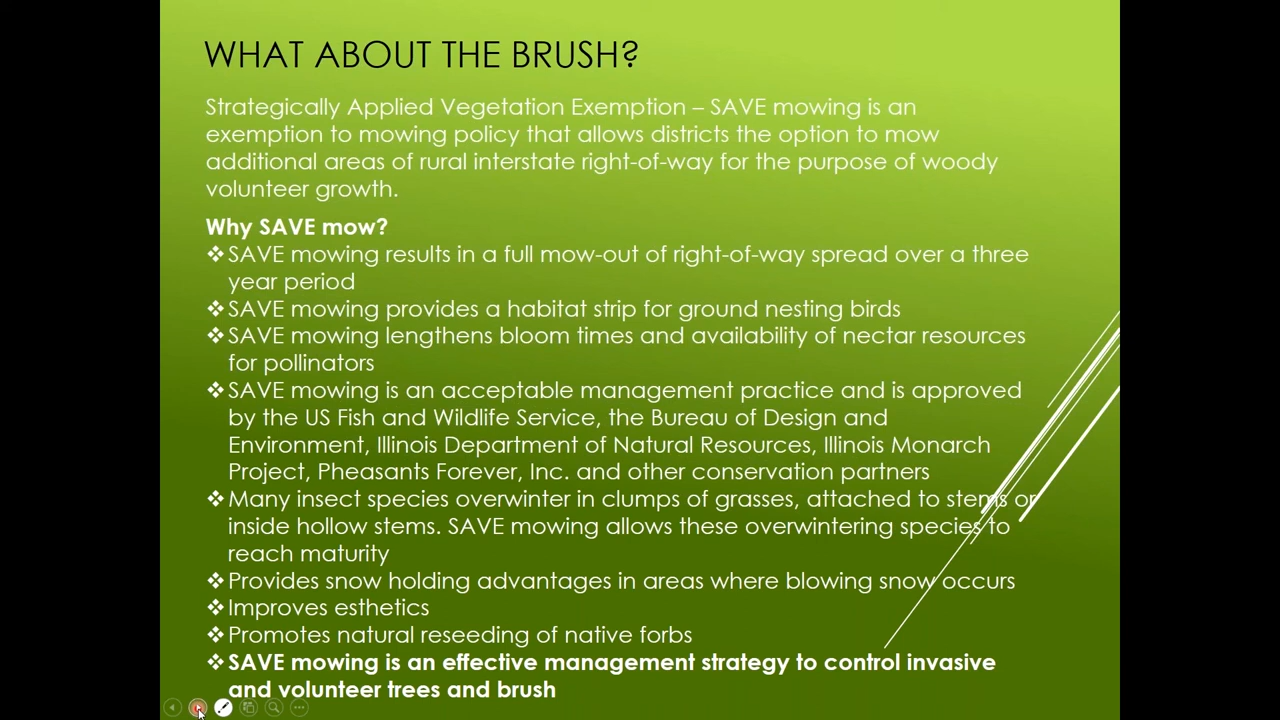 WHAT ABOUT THE BRUSH?
Strategically Applied Vegetation Exemption – SAVE mowing is an
exemption to mowing policy that allows districts the option to mow
additional areas of rural interstate right-of-way for the purpose of woody
volunteer growth.
Why SAVE mow?
❖SAVE mowing results in a full mow-out of right-of-way spread over a three
year period
❖SAVE mowing provides a habitat strip for ground nesting birds
❖SAVE mowing lengthens bloom times and availability of nectar resources
for pollinators
❖SAVE mowing is an acceptable management practice and is approved
by the US Fish and Wildlife Service, the Bureau of Design and
Environment, Illinois Department of Natural Resources, Illinois Monarch
Project, Pheasants Forever, Inc. and other conservation partners
❖Many insect species overwinter in clumps of grasses, attached to stems or
inside hollow stems. SAVE mowing allows these overwintering species to
reach maturity
❖Provides snow holding advantages in areas where blowing snow occurs
❖Improves esthetics
❖Promotes natural reseeding of native forbs
❖SAVE mowing is an effective management strategy to control invasive
and volunteer trees and brush